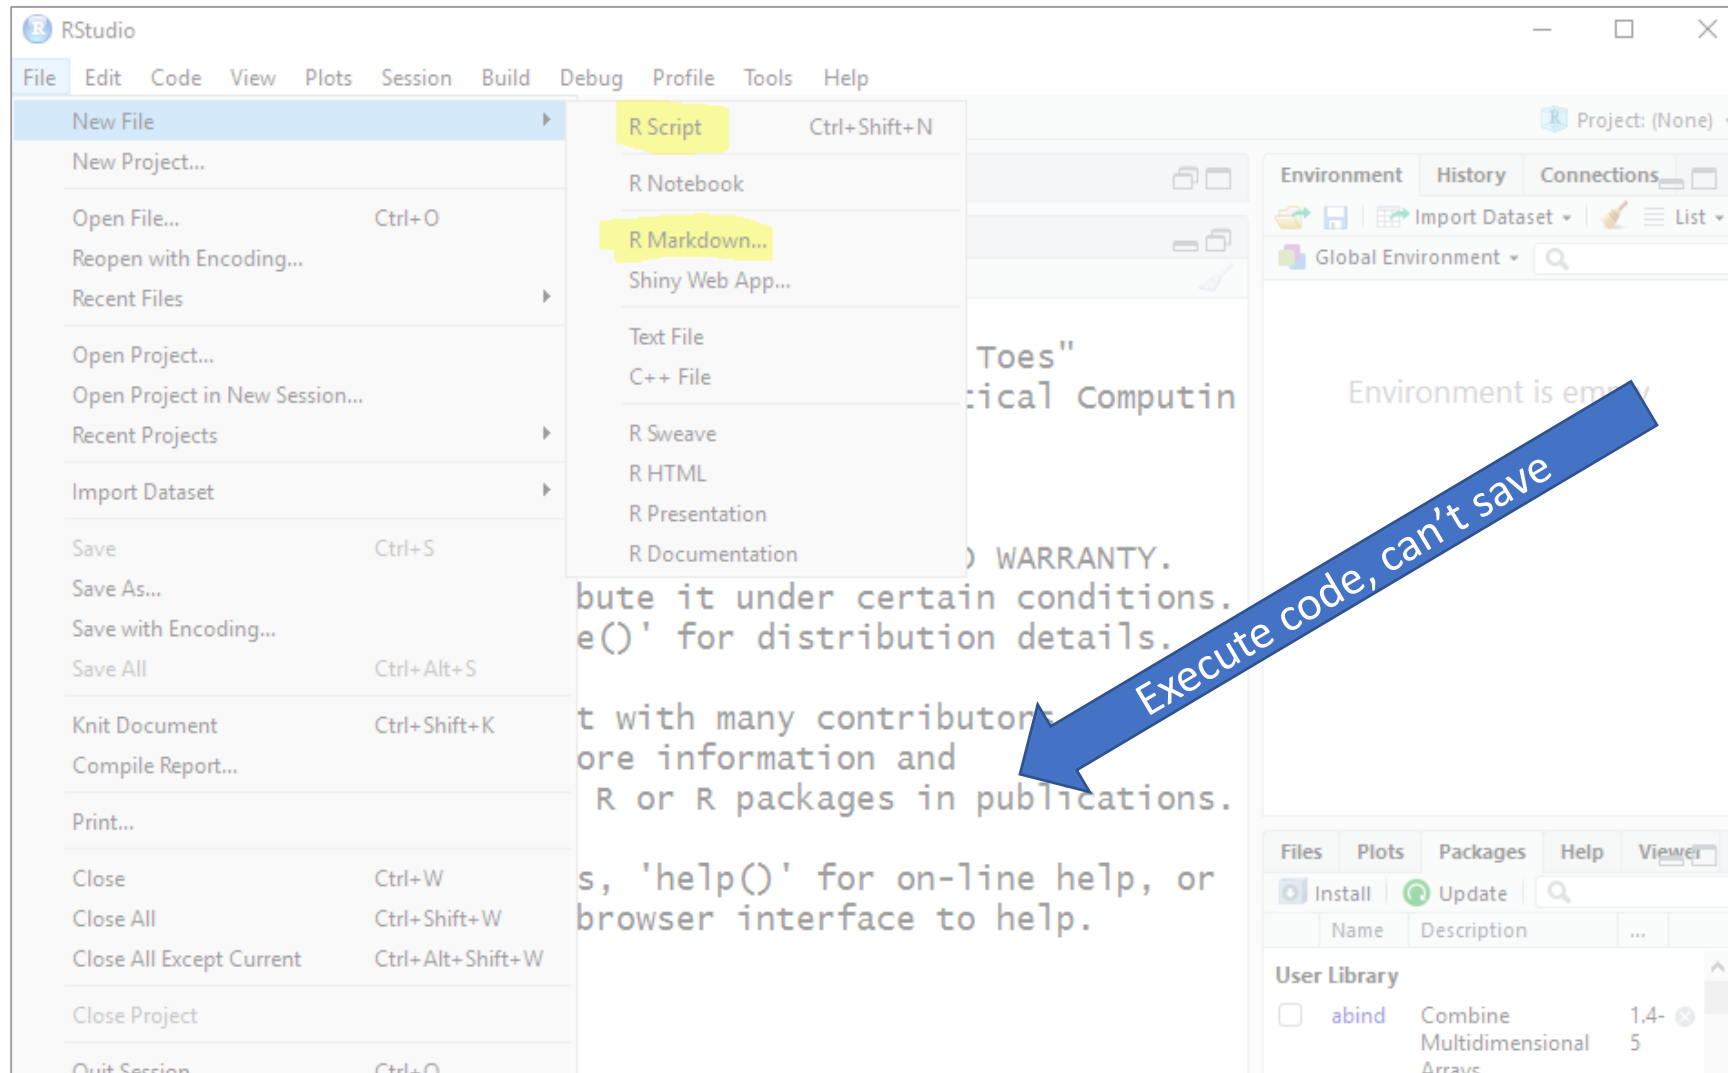 RStudio
File Edit Code View Plots Session Build Debug Profile Tools Help
New File
New Project...
Open File... Ctrl+O
Reopen with Encoding...
Recent Files
Open Project...
Open Project in New Session...
Recent Projects
Import Dataset
Save Ctrl+S
Save As...
Save with Encoding...
Save All Ctrl+Alt+S
Knit Document Ctrl+Shift+K
Compile Report...
Print...
Close Ctrl+W
Close All Ctrl+Shift+W
Close All Except Current Ctrl+Alt+Shift+W
Close Project
Quit Session... Ctrl+Q
R Script Ctrl+Shift+N
R Notebook
R Markdown...
Shiny Web App...
Text File
C++ File
R Sweave
R HTML
R Presentation
R Documentation
Toes"
tical Computin
WARRANTY.
bute it under certain conditions.
e()' for distribution details.
t with many contributors
ore information and
R or R packages in publications.
s, 'help()' for on-line help, or
browser interface to help.
Execute code, can't save
Project: (None)
Environment History Connections
Import Dataset List
Global Environment
Environment is empty
Files Plots Packages Help Viewer
Install Update
Name Description ...
User Library
abind Combine Multidimensional Arrays 1.4-5